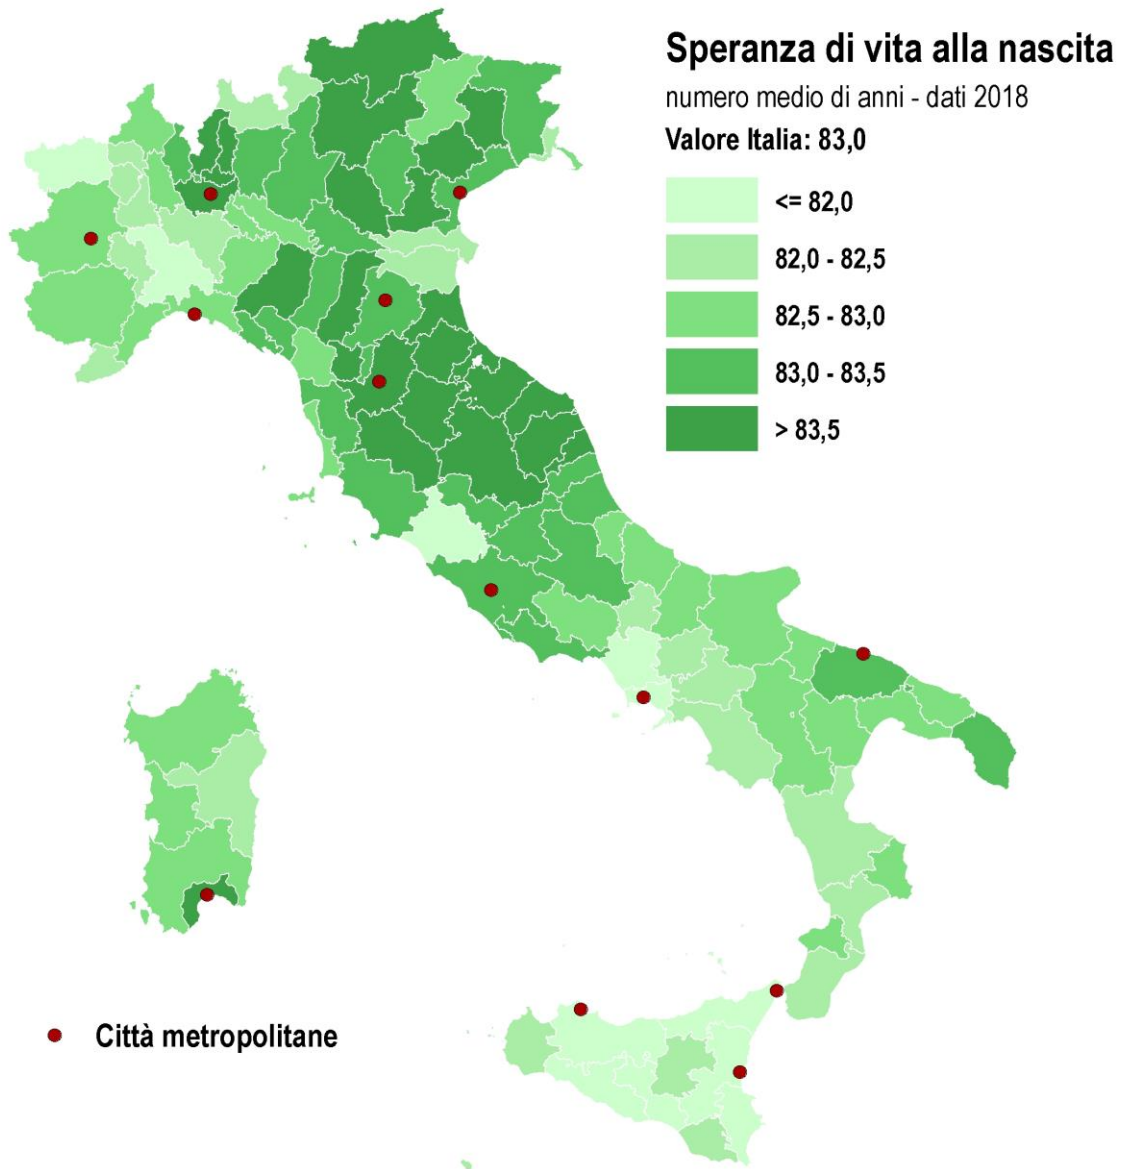 Speranza di vita alla nascita
numero medio di anni - dati 2018
Valore Italia: 83,0
<= 82,0
82,0 - 82,5
82,5 - 83,0
83,0 - 83,5
> 83,5
Città metropolitane